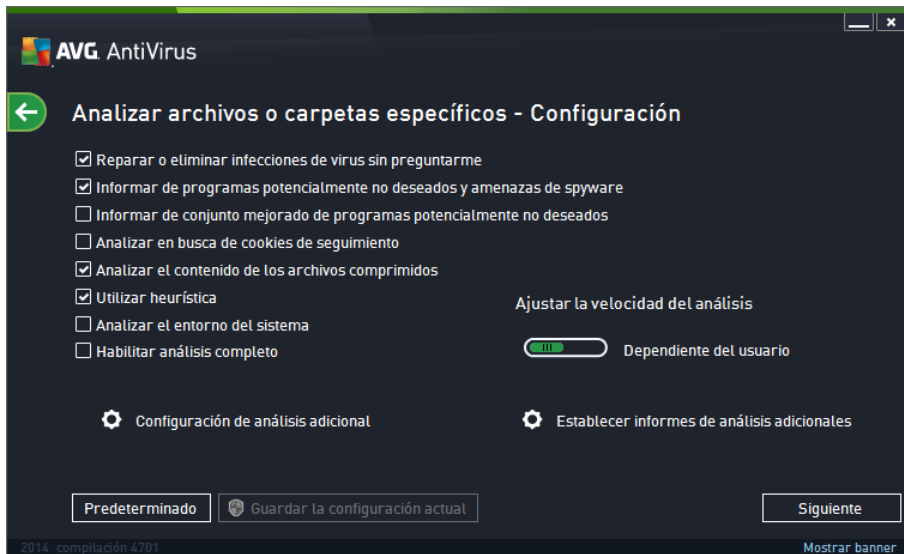 AVG. AntiVirus
Analizar archivos o carpetas específicos - Configuración
Reparar o eliminar infecciones de virus sin preguntarme
Informar de programas potencialmente no deseados y amenazas de spyware
Informar de conjunto mejorado de programas potencialmente no deseados
Analizar en busca de cookies de seguimiento
Analizar el contenido de los archivos comprimidos
Utilizar heurística
Analizar el entorno del sistema
Habilitar análisis completo
Ajustar la velocidad del análisis
Dependiente del usuario
Configuración de análisis adicional
Establecer informes de análisis adicionales
Predeterminado
Guardar la configuración actual
Siguiente
2014 compilación 4701
Mostrar banner